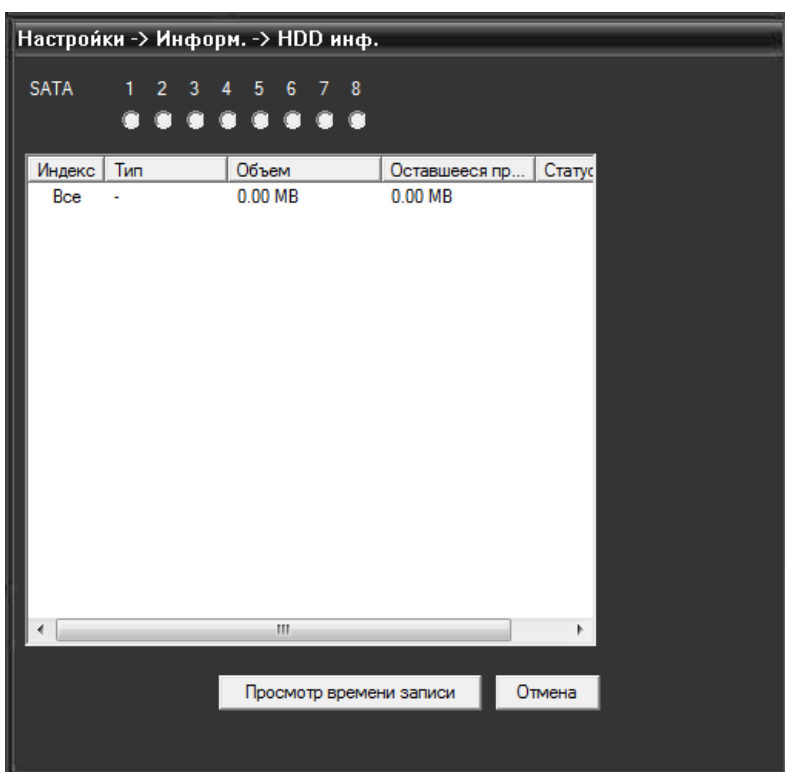 Настройки -> Информ. -> HDD инф.
SATA 1 2 3 4 5 6 7 8
Индекс Тип Объем Оставшееся пр... Статус
Все - 0.00 MB 0.00 MB
Просмотр времени записи Отмена